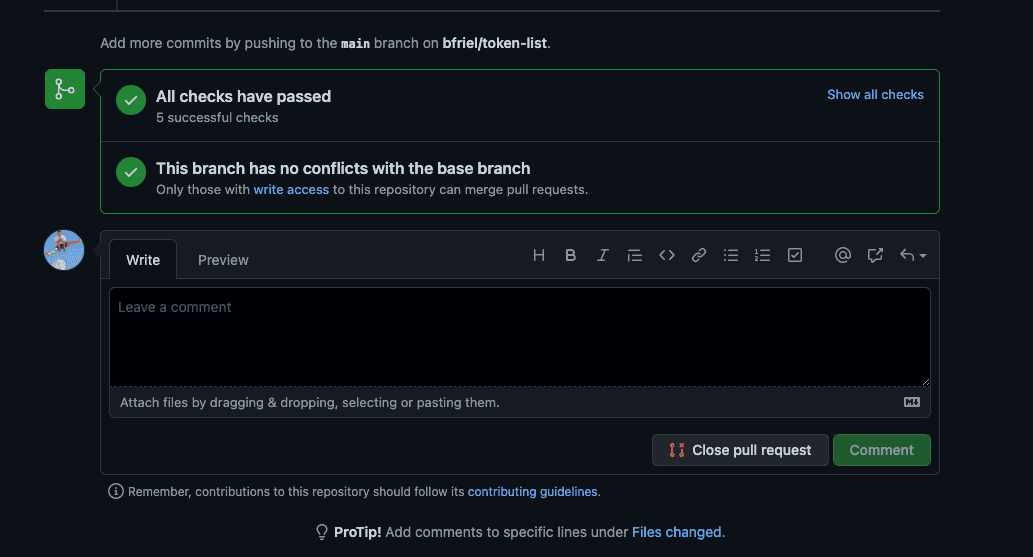 Add more commits by pushing to the main branch on bfriel/token-list.
All checks have passed
Show all checks
5 successful checks
This branch has no conflicts with the base branch
Only those with write access to this repository can merge pull requests.
Write
Preview
H B I
Leave a comment
Attach files by dragging & dropping, selecting or pasting them.
Close pull request
Comment
Remember, contributions to this repository should follow its contributing guidelines.
ProTip! Add comments to specific lines under Files changed.